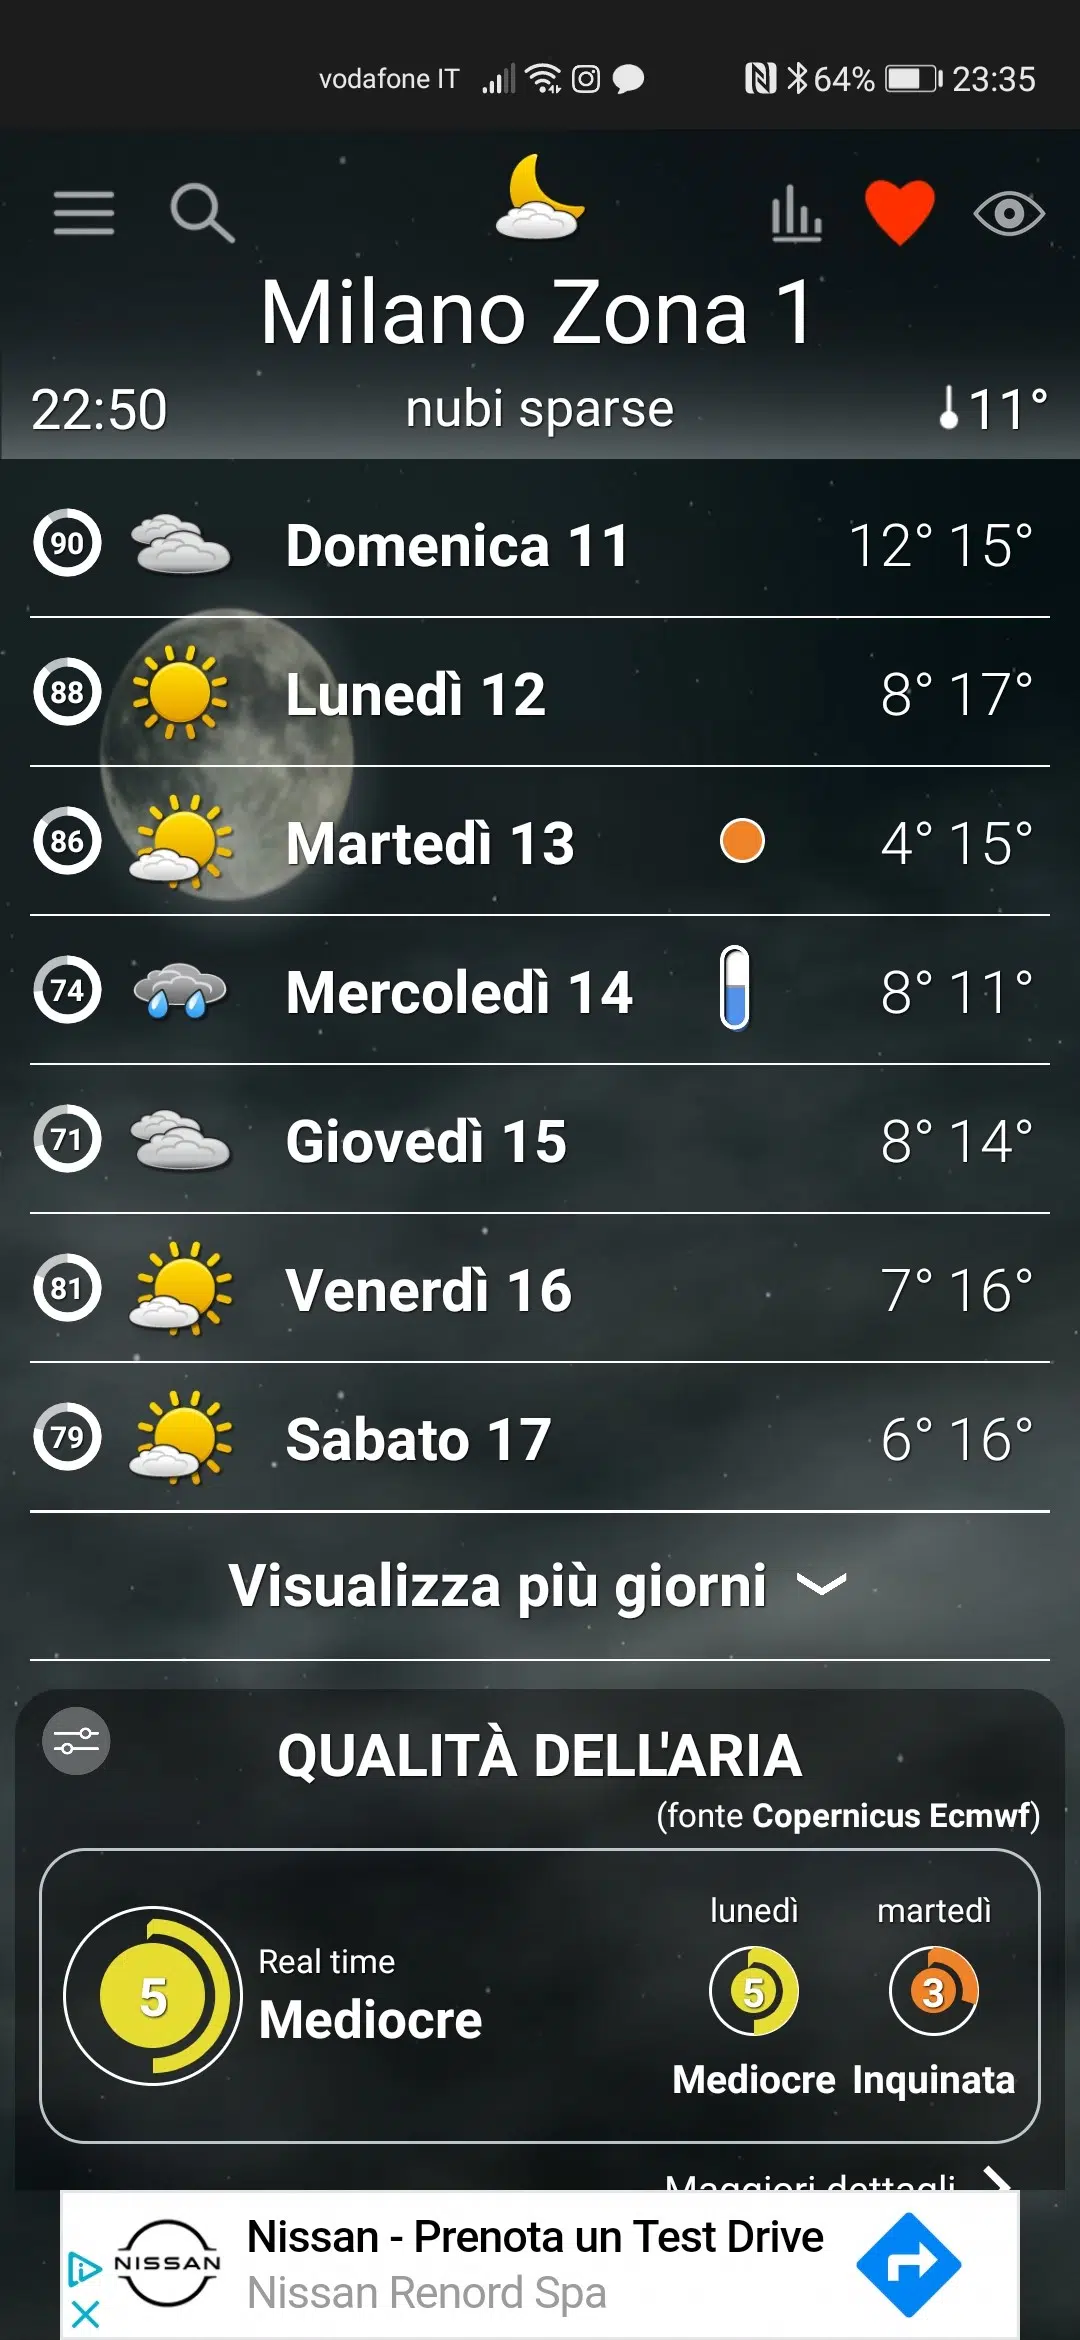 vodafone IT 64% 23:35
Milano Zona 1
22:50 nubi sparse 11°
90 Domenica 11 12° 15°
88 Lunedì 12 8° 17°
86 Martedì 13 4° 15°
74 Mercoledì 14 8° 11°
71 Giovedì 15 8° 14°
81 Venerdì 16 7° 16°
79 Sabato 17 6° 16°
Visualizza più giorni
QUALITÀ DELL'ARIA
(fonte Copernicus Ecmwf)
lunedì martedì
5 Real time 5 3
Mediocre
Mediocre Inquinata
Maggiori dettagli
Nissan - Prenota un Test Drive
NISSAN
Nissan Renord Spa